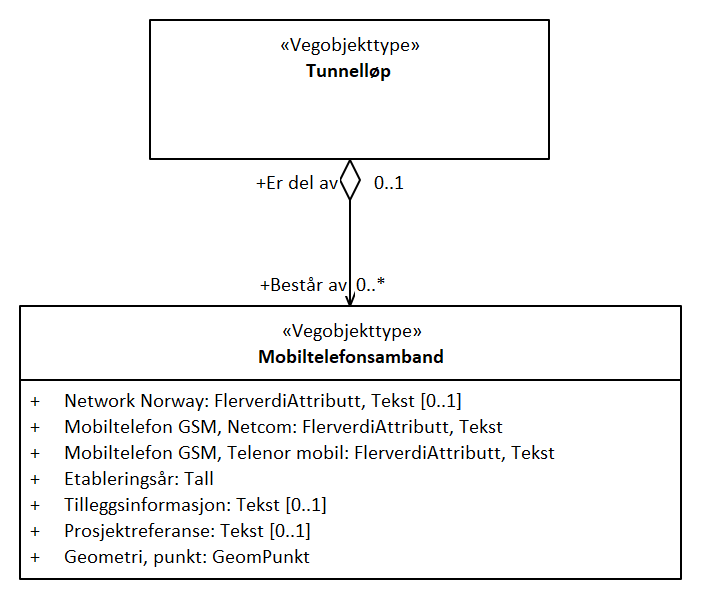 «Vegobjekttype»
Tunnelløp
+Er del av 0..1
+Består av 0..*
«Vegobjekttype»
Mobiltelefonsamband
+ Network Norway: FlerverdiAttributt, Tekst [0..1]
+ Mobiltelefon GSM, Netcom: FlerverdiAttributt, Tekst
+ Mobiltelefon GSM, Telenor mobil: FlerverdiAttributt, Tekst
+ Etableringsår: Tall
+ Tilleggsinformasjon: Tekst [0..1]
+ Prosjektreferanse: Tekst [0..1]
+ Geometri, punkt: GeomPunkt